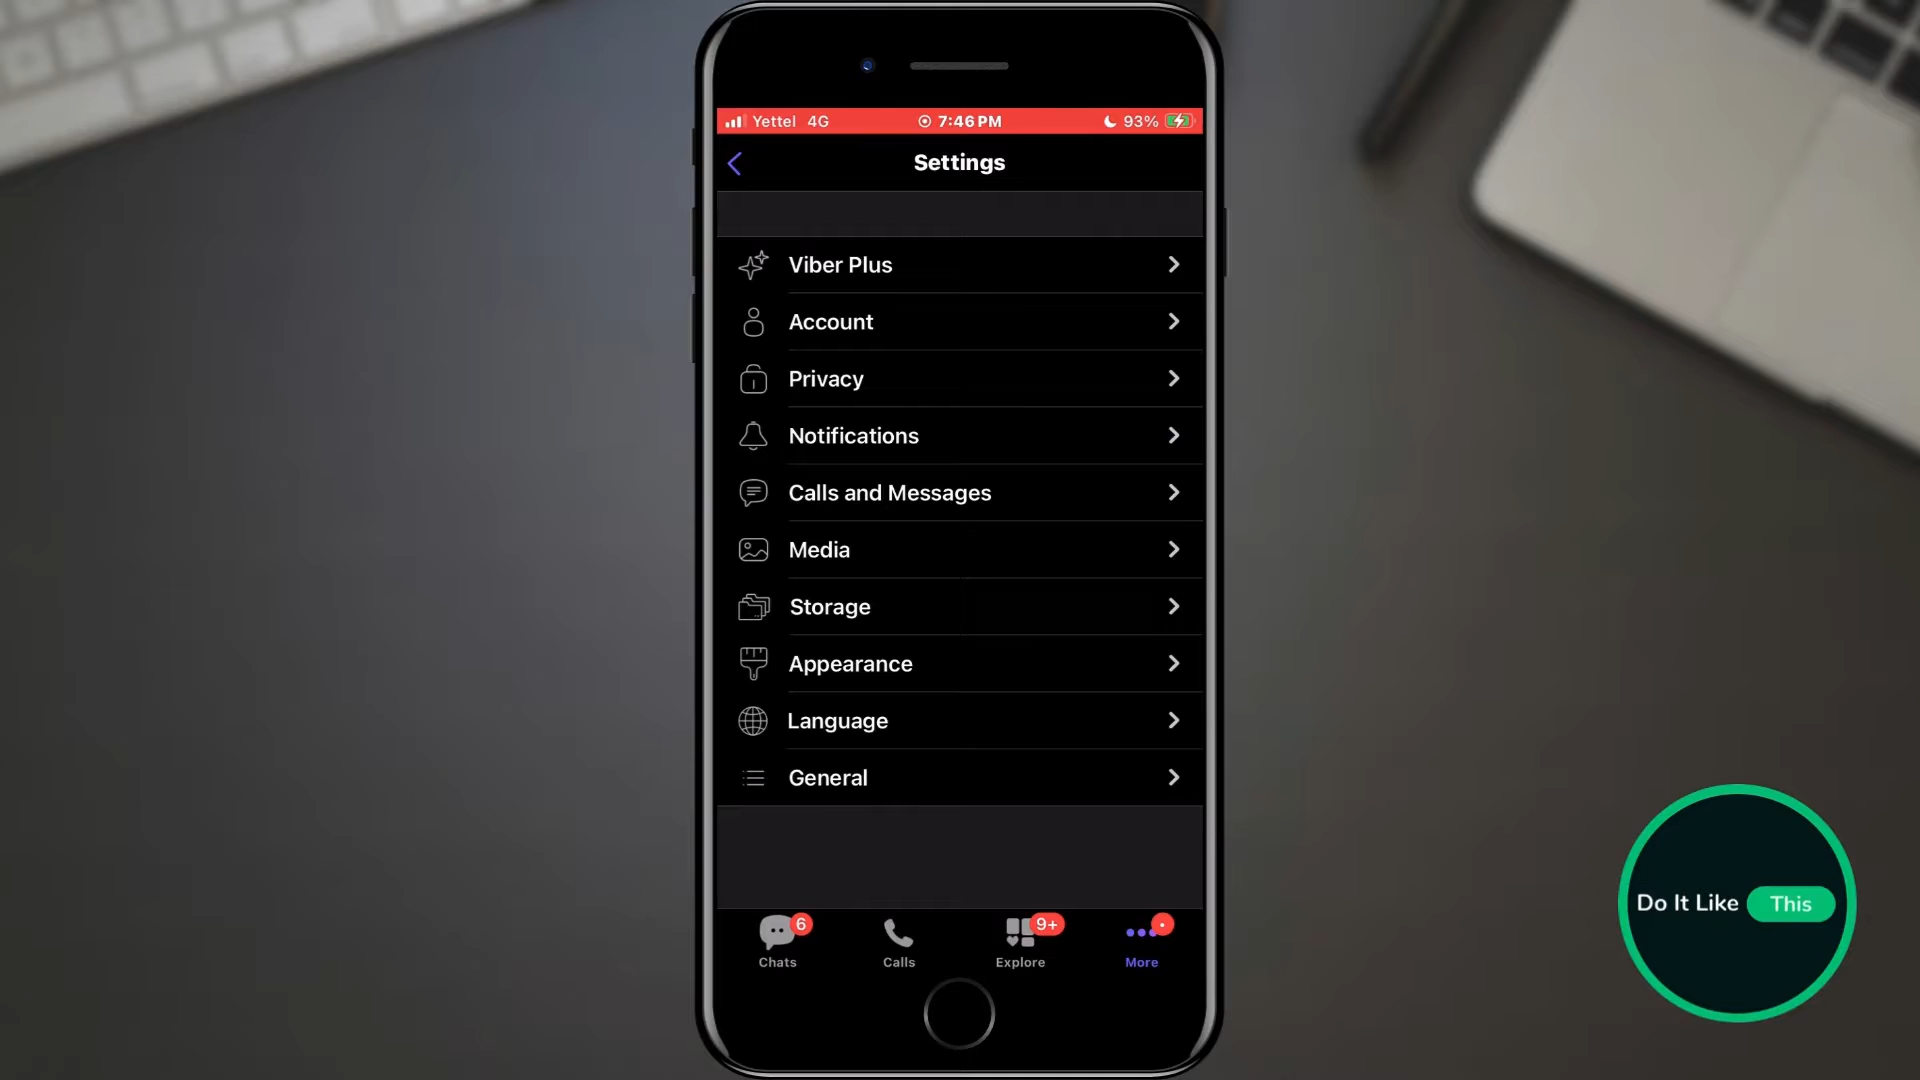 Yettel 4G 7:46 PM 93%
Settings
Viber Plus
Account
Privacy
Notifications
Calls and Messages
Media
Storage
Appearance
Language
General
6 9+
Chats Calls Explore More
Do It Like This